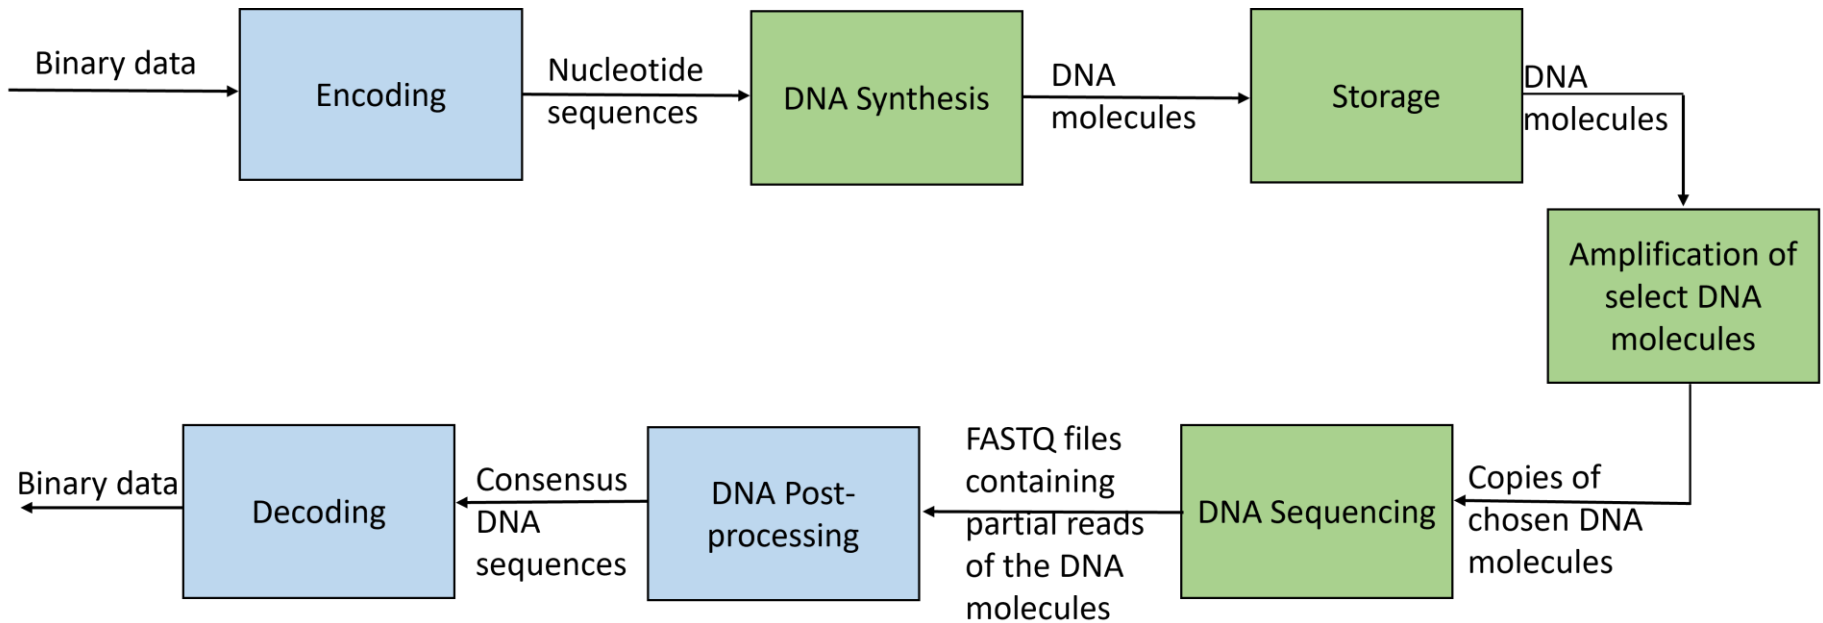 Binary data
Encoding
Nucleotide
sequences
DNA Synthesis
DNA
molecules
Storage
DNA
molecules
Amplification of
select DNA
molecules
Copies of
chosen DNA
molecules
DNA Sequencing
FASTQ files
containing
partial reads
of the DNA
molecules
DNA Post-
processing
Consensus
DNA
sequences
Decoding
Binary data